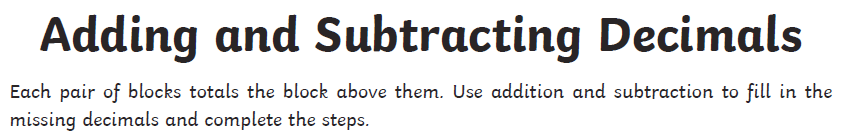 Adding and Subtracting Decimals
Each pair of blocks totals the block above them. Use addition and subtraction to fill in the
missing decimals and complete the steps.